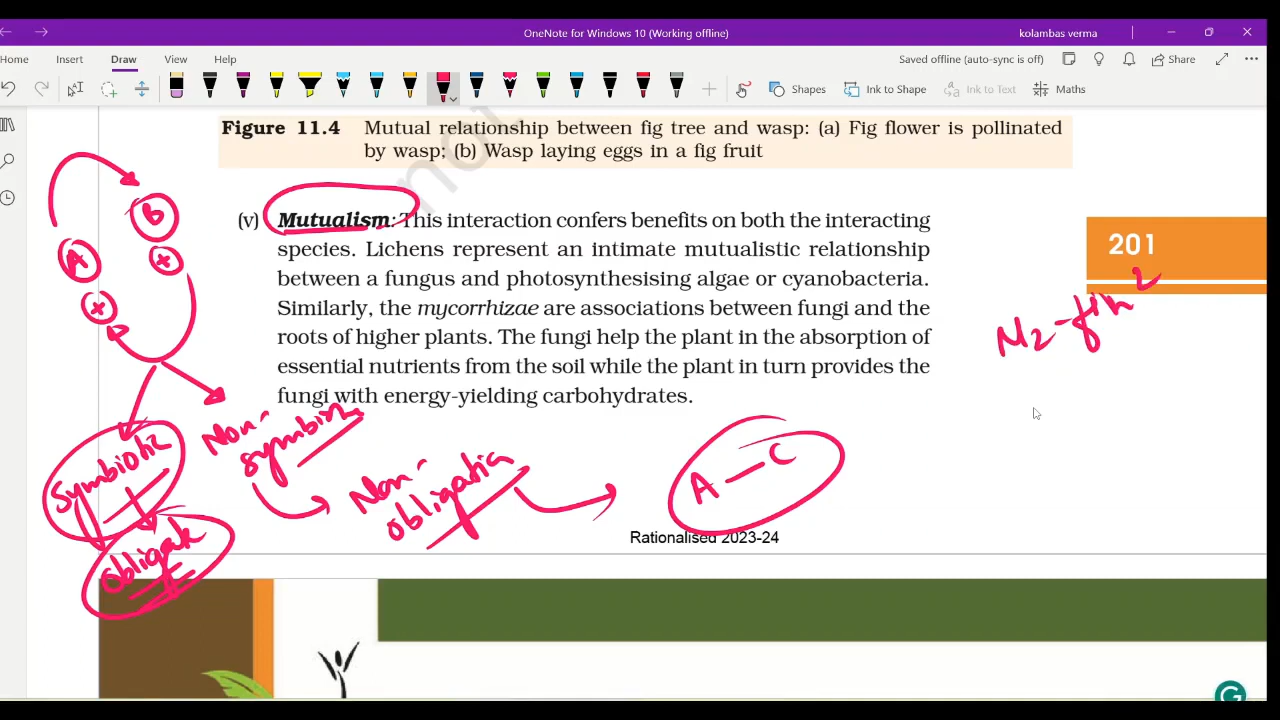 OneNote for Windows 10 (Working offline)
kolambas verma
Home Insert Draw View Help
Saved offline (auto-sync is off)
Share
Shapes
Ink to Shape
Ink to Text
Maths
Figure 11.4 Mutual relationship between fig tree and wasp: (a) Fig flower is pollinated
by wasp; (b) Wasp laying eggs in a fig fruit
not
(v) Mutualism: This interaction confers benefits on both the interacting
species. Lichens represent an intimate mutualistic relationship
between a fungus and photosynthesising algae or cyanobacteria.
Similarly, the mycorrhizae are associations between fungi and the
roots of higher plants. The fungi help the plant in the absorption of
essential nutrients from the soil while the plant in turn provides the
fungi with energy-yielding carbohydrates.
201
B
A
+
+
Symbiotic
Non-
obligate
Non-
A - C
Rationalised 2023-24